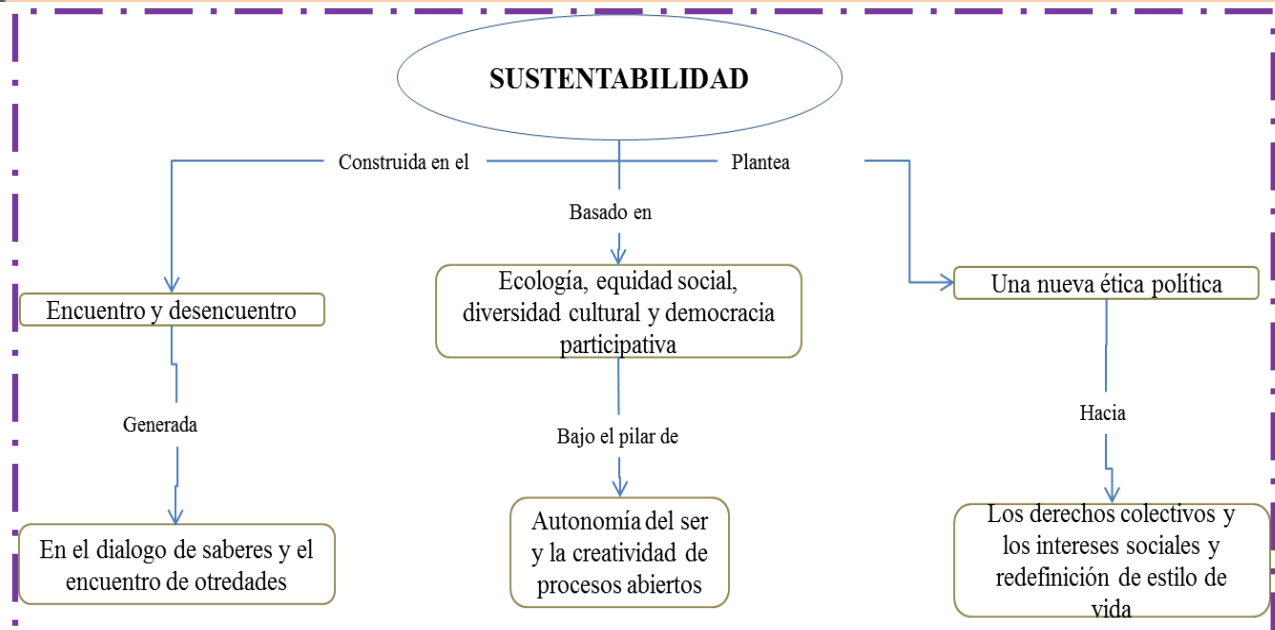 SUSTENTABILIDAD
Construida en el
Plantea
Basado en
Encuentro y desencuentro
Ecología, equidad social,
diversidad cultural y democracia
participativa
Una nueva ética política
Generada
Bajo el pilar de
Hacia
En el dialogo de saberes y el
encuentro de otredades
Autonomía del ser
y la creatividad de
procesos abiertos
Los derechos colectivos y
los intereses sociales y
redefinición de estilo de
vida